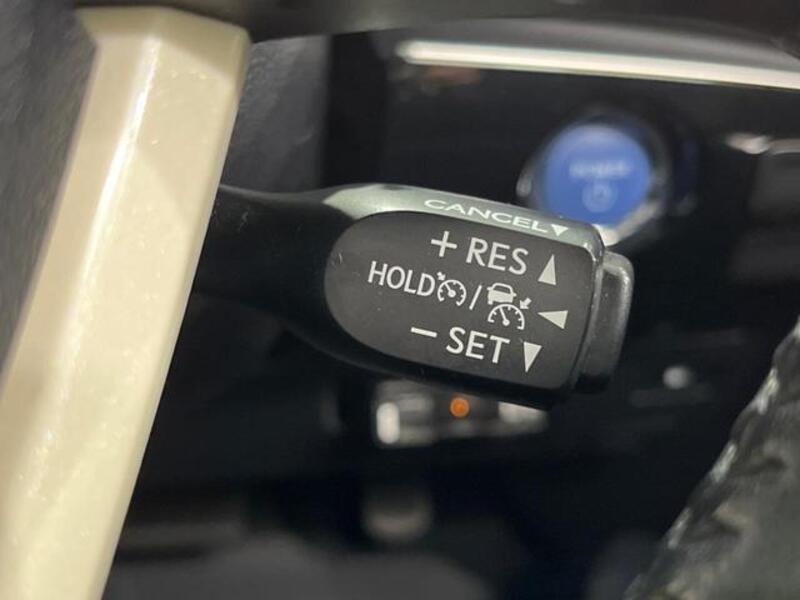 CANCEL▼
+ RES ▲
HOLD / ◀
− SET ▼